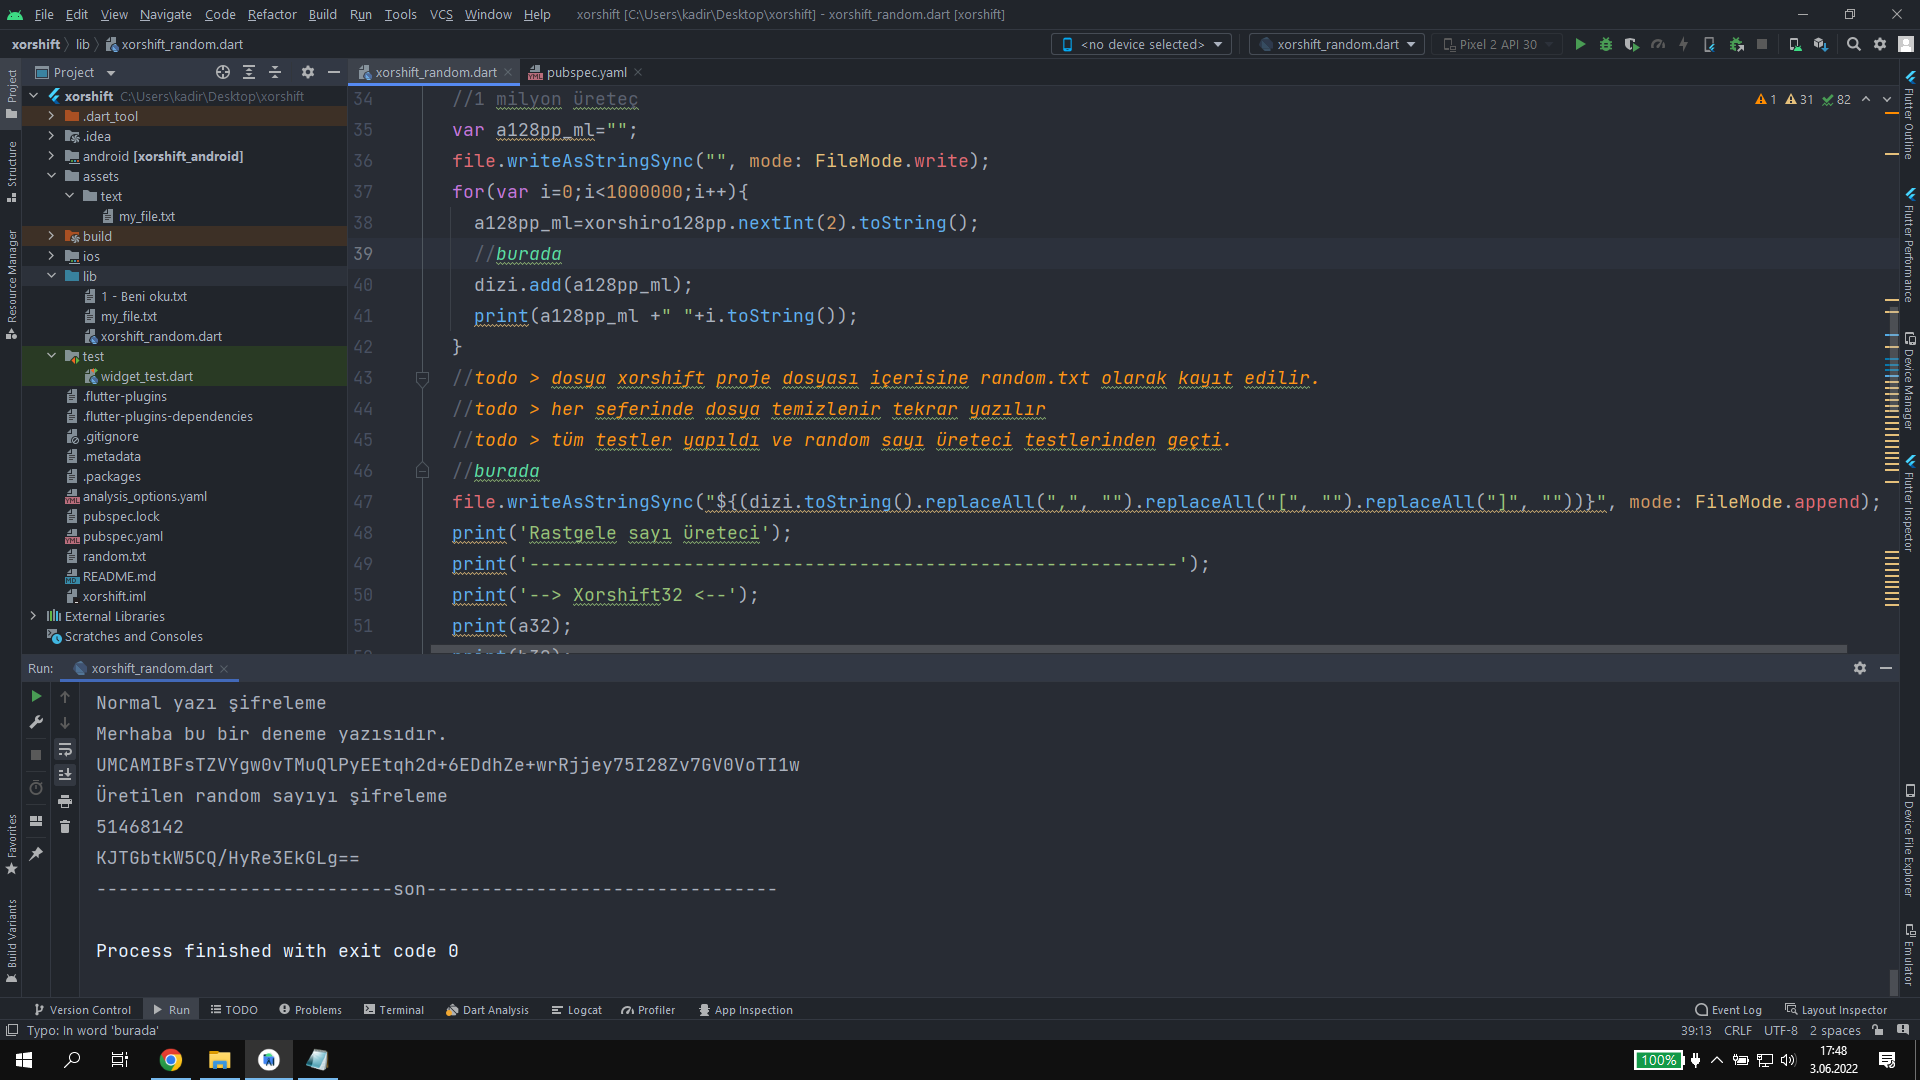 File Edit View Navigate Code Refactor Build Run Tools VCS Window Help xorshift [C:\Users\kadir\Desktop\xorshift] - xorshift_random.dart [xorshift]
xorshift lib xorshift_random.dart <no device selected> xorshift_random.dart Pixel 2 API 30
Project
xorshift_random.dart pubspec.yaml
xorshift C:\Users\kadir\Desktop\xorshift
.dart_tool
.idea
android [xorshift_android]
assets
text
my_file.txt
build
ios
lib
1 - Beni oku.txt
my_file.txt
xorshift_random.dart
test
widget_test.dart
.flutter-plugins
.flutter-plugins-dependencies
.gitignore
.metadata
.packages
analysis_options.yaml
pubspec.lock
pubspec.yaml
random.txt
README.md
xorshift.iml
External Libraries
Scratches and Consoles
1 31 82
34 //1 milyon üreteç
35 var a128pp_ml="";
36 file.writeAsStringSync("", mode: FileMode.write);
37 for(var i=0;i<1000000;i++){
38 a128pp_ml=xorshiro128pp.nextInt(2).toString();
39 //burada
40 dizi.add(a128pp_ml);
41 print(a128pp_ml +" "+i.toString());
42 }
43 //todo > dosya xorshift proje dosyası içerisine random.txt olarak kayıt edilir.
44 //todo > her seferinde dosya temizlenir tekrar yazılır
45 //todo > tüm testler yapıldı ve random sayı üreteci testlerinden geçti.
46 //burada
47 file.writeAsStringSync("${(dizi.toString().replaceAll(",", "").replaceAll("[", "").replaceAll("]", ""))}", mode: FileMode.append);
48 print('Rastgele sayı Üreteci');
49 print('-----------------------------------------------------------');
50 print('--> Xorshift32 <--');
51 print(a32);
Project
Structure
Resource Manager
Favorites
Build Variants
Flutter Outline
Flutter Performance
Device Manager
Flutter Inspector
Device File Explorer
Emulator
Run: xorshift_random.dart
Normal yazı şifreleme
Merhaba bu bir deneme yazısıdır.
UMCAMIBFsTZVYgw0vTMuQlPyEEtqh2d+6EDdhZe+wrRjjey75I28Zv7GV0VoTI1w
Üretilen random sayıyı şifreleme
51468142
KJTGbtkW5CQ/HyRe3EkGLg==
---------------------------son--------------------------------
Process finished with exit code 0
Version Control Run TODO Problems Terminal Dart Analysis Logcat Profiler App Inspection Event Log Layout Inspector
Typo: In word 'burada' 39:13 CRLF UTF-8 2 spaces
100% 17:48
3.06.2022